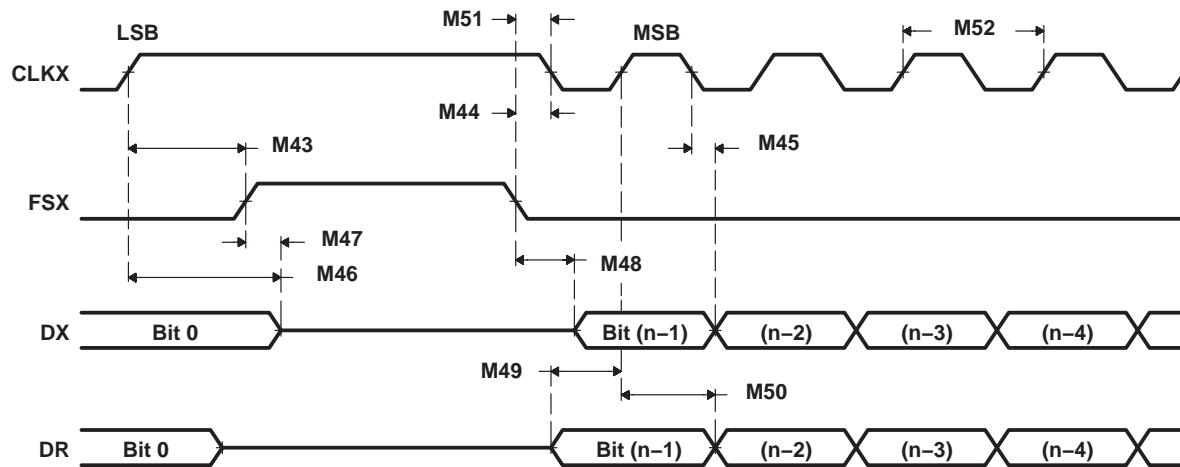 M51
LSB
MSB
M52
CLKX
M44
M43
M45
FSX
M47
M48
M46
DX
Bit 0
Bit (n–1)
(n–2)
(n–3)
(n–4)
M49
M50
DR
Bit 0
Bit (n–1)
(n–2)
(n–3)
(n–4)